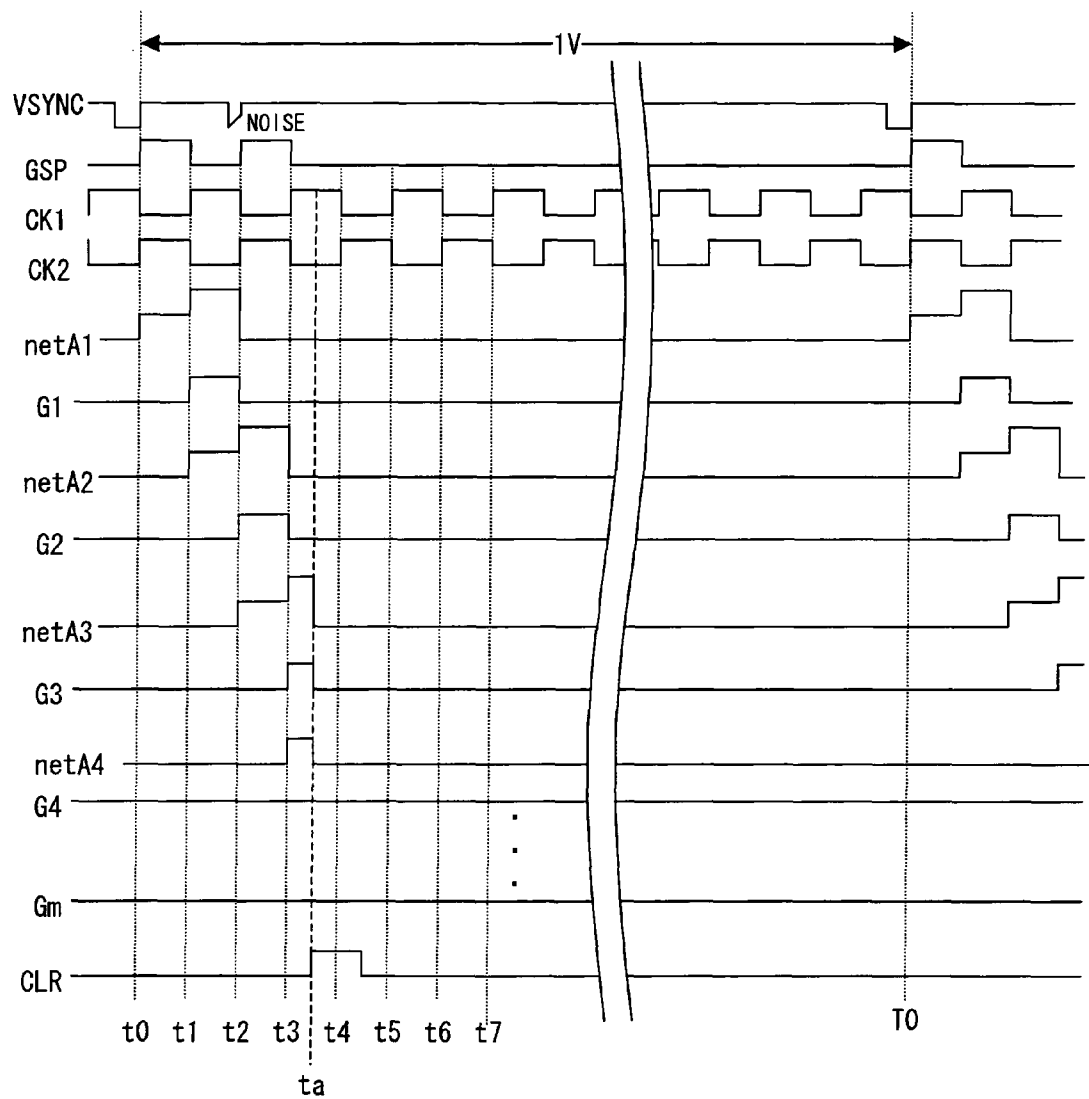 1V
VSYNC
NOISE
GSP
CK1
CK2
netA1
G1
netA2
G2
netA3
G3
netA4
G4
Gm
CLR
t0 t1 t2 t3 t4 t5 t6 t7 T0
ta